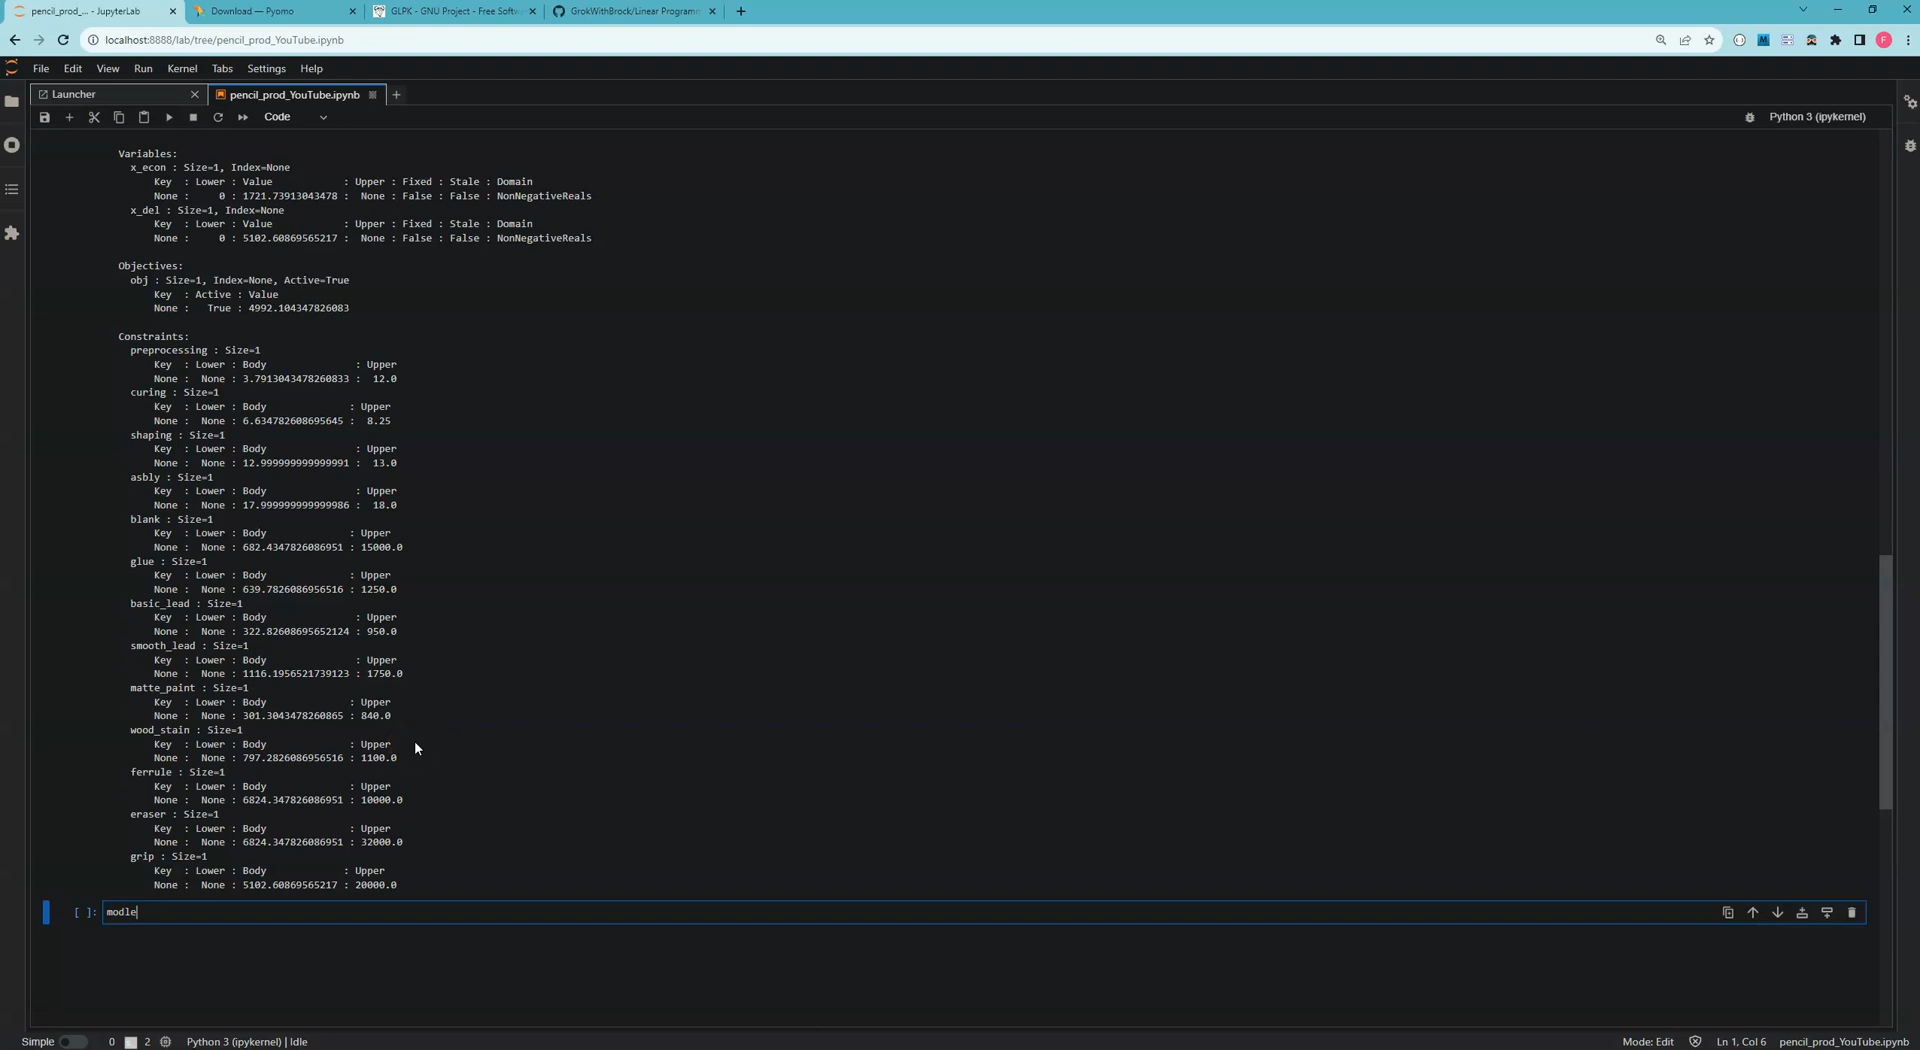 pencil_prod_... - JupyterLab
Download — Pyomo
GLPK - GNU Project - Free Softw
GrokWithBrock/Linear Programm
localhost:8888/lab/tree/pencil_prod_YouTube.ipynb
F
File Edit View Run Kernel Tabs Settings Help
Launcher
pencil_prod_YouTube.ipynb
Code
Python 3 (ipykernel)
Variables:
x_econ : Size=1, Index=None
Key : Lower : Value : Upper : Fixed : Stale : Domain
None : 0 : 1721.73913043478 : None : False : False : NonNegativeReals
x_del : Size=1, Index=None
Key : Lower : Value : Upper : Fixed : Stale : Domain
None : 0 : 5102.60869565217 : None : False : False : NonNegativeReals
Objectives:
obj : Size=1, Index=None, Active=True
Key : Active : Value
None : True : 4992.104347826083
Constraints:
preprocessing : Size=1
Key : Lower : Body : Upper
None : None : 3.7913043478260833 : 12.0
curing : Size=1
Key : Lower : Body : Upper
None : None : 6.634782608695645 : 8.25
shaping : Size=1
Key : Lower : Body : Upper
None : None : 12.999999999999991 : 13.0
asbly : Size=1
Key : Lower : Body : Upper
None : None : 17.999999999999986 : 18.0
blank : Size=1
Key : Lower : Body : Upper
None : None : 682.4347826086951 : 15000.0
glue : Size=1
Key : Lower : Body : Upper
None : None : 639.7826086956516 : 1250.0
basic_lead : Size=1
Key : Lower : Body : Upper
None : None : 322.82608695652124 : 950.0
smooth_lead : Size=1
Key : Lower : Body : Upper
None : None : 1116.1956521739123 : 1750.0
matte_paint : Size=1
Key : Lower : Body : Upper
None : None : 301.3043478260865 : 840.0
wood_stain : Size=1
Key : Lower : Body : Upper
None : None : 797.2826086956516 : 1100.0
ferrule : Size=1
Key : Lower : Body : Upper
None : None : 6824.347826086951 : 10000.0
eraser : Size=1
Key : Lower : Body : Upper
None : None : 6824.347826086951 : 32000.0
grip : Size=1
Key : Lower : Body : Upper
None : None : 5102.60869565217 : 20000.0
[ ]: modle
Simple 0 2 Python 3 (ipykernel) | Idle Mode: Edit Ln 1, Col 6 pencil_prod_YouTube.ipynb